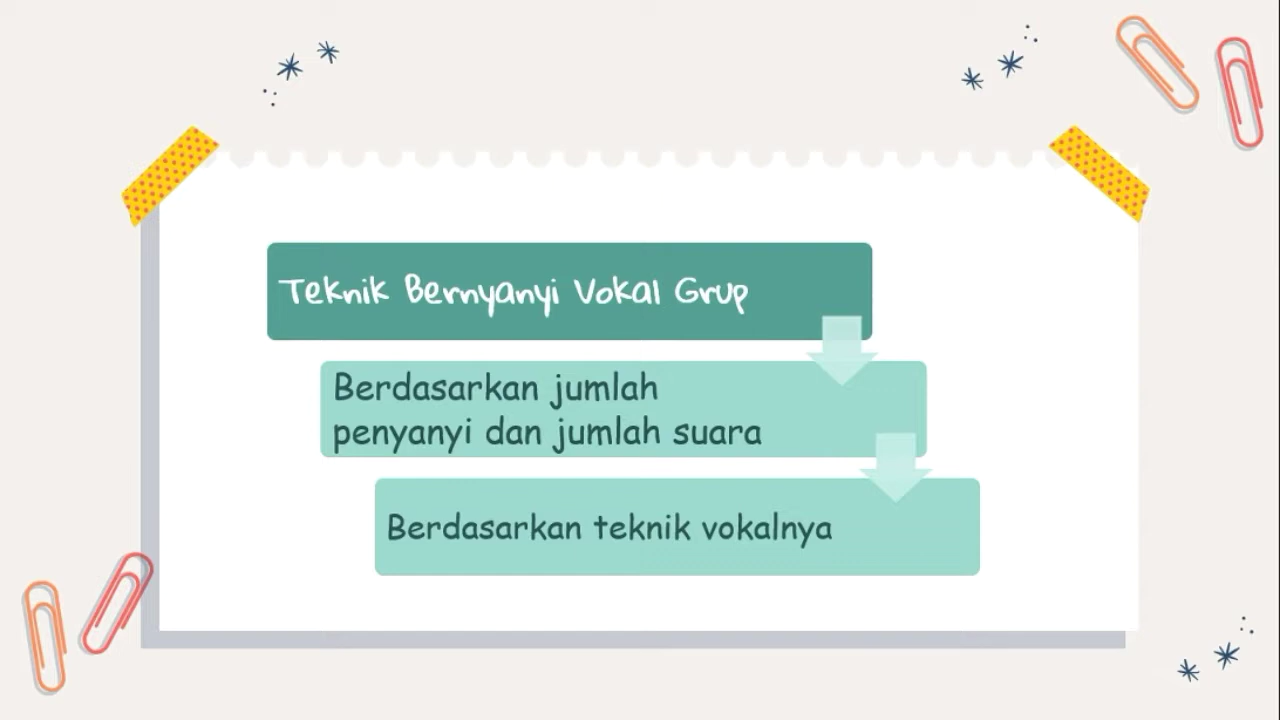 Teknik Bernyanyi Vokal Grup
Berdasarkan jumlah
penyanyi dan jumlah suara
Berdasarkan teknik vokalnya